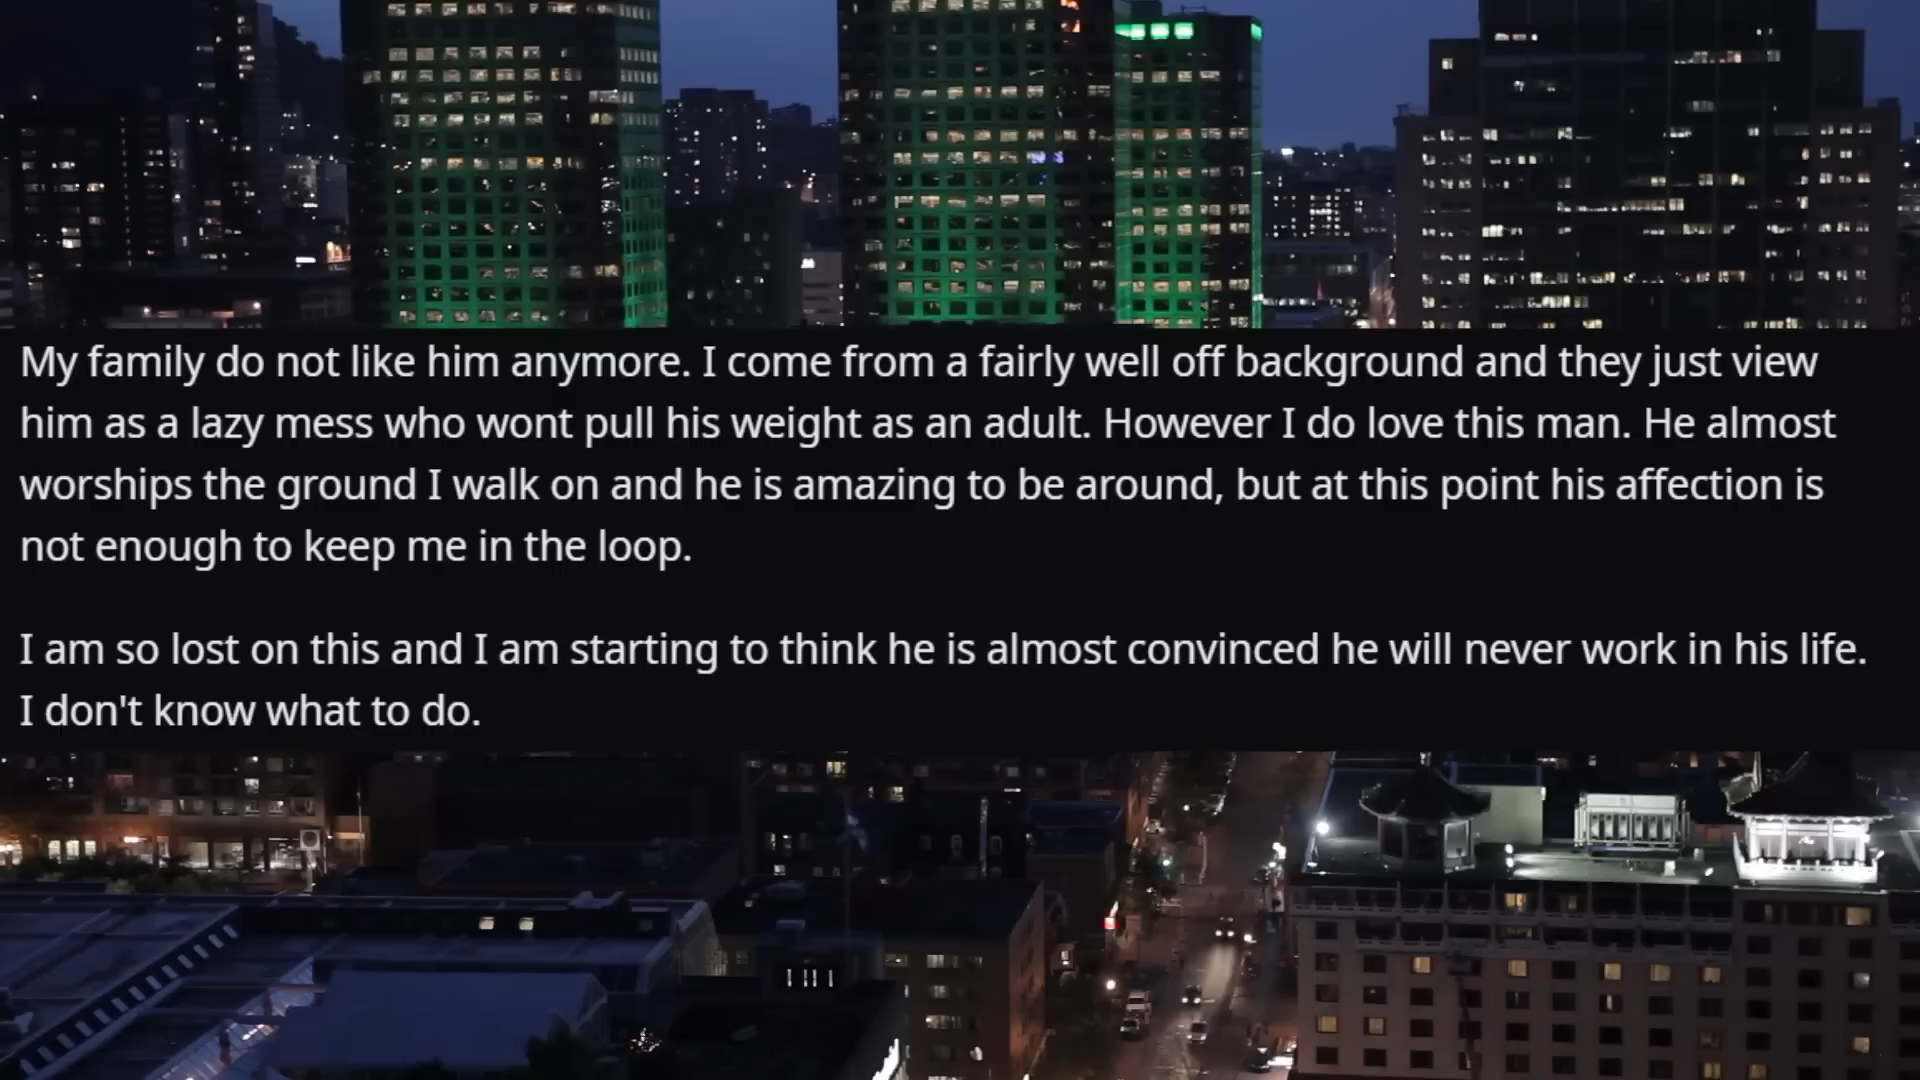 My family do not like him anymore. I come from a fairly well off background and they just view
him as a lazy mess who wont pull his weight as an adult. However I do love this man. He almost
worships the ground I walk on and he is amazing to be around, but at this point his affection is
not enough to keep me in the loop.
I am so lost on this and I am starting to think he is almost convinced he will never work in his life.
I don't know what to do.